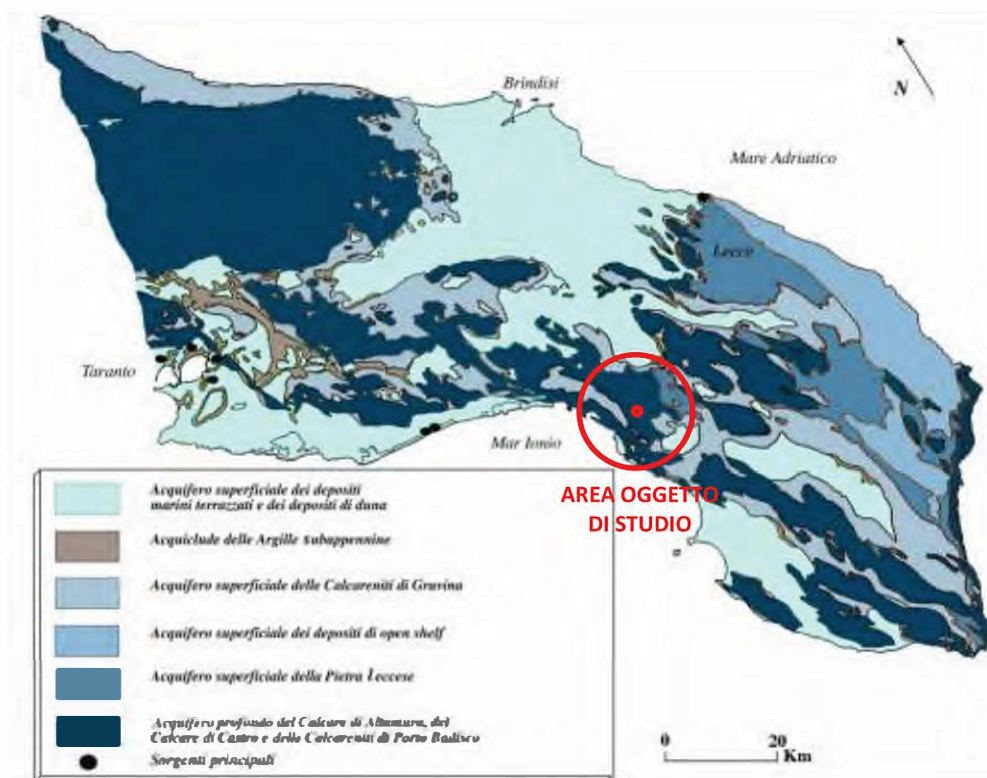 Brindisi
N
Mare Adriatico
Lecce
Taranto
Mar Ionio
AREA OGGETTO
DI STUDIO
Acquifero superficiale dei depositi
marini terrazzati e dei depositi di duna
Acquiclude delle Argille subappennine
Acquifero superficiale delle Calcareniti di Gravina
Acquifero superficiale dei depositi di open shelf
Acquifero superficiale della Pietra Leccese
Acquifero profondo del Calcare di Altamura, del
Calcare di Castro e delle Calcareniti di Porto Badisco
Sorgenti principali
0 20
Km